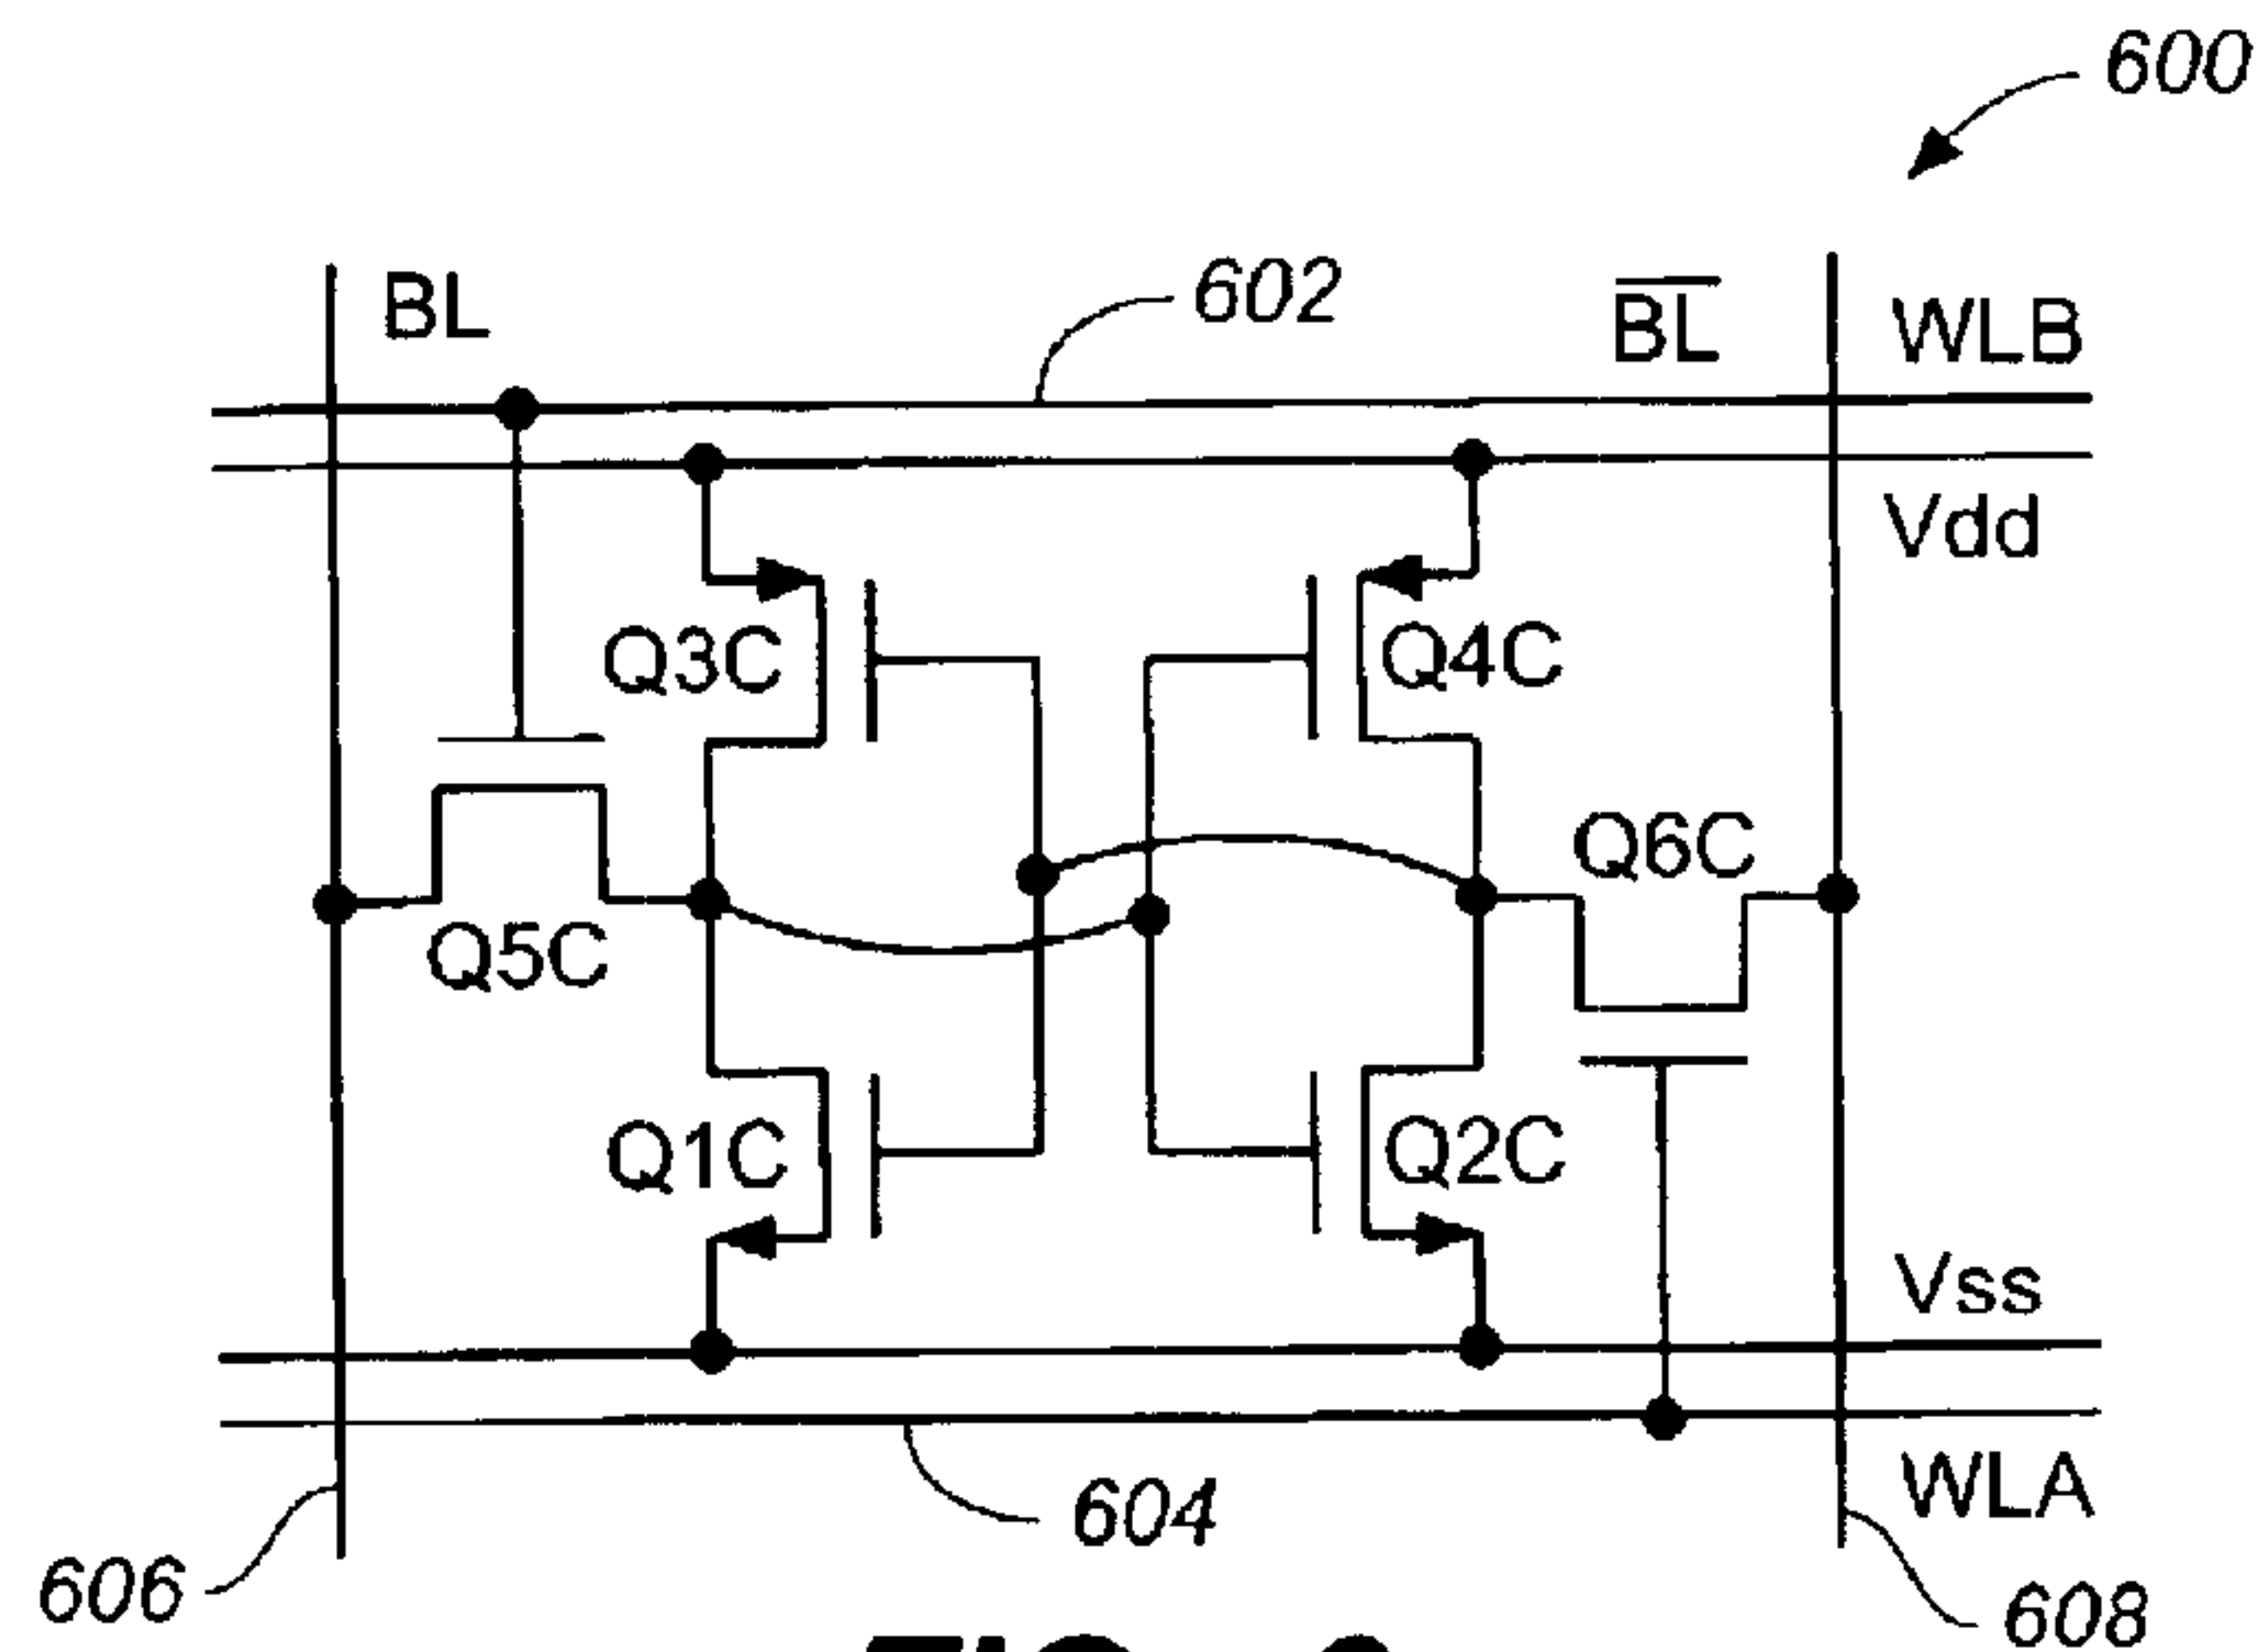 600
BL
602
B̅L̅
WLB
Vdd
Q3C
Q4C
Q6C
Q5C
Q1C
Q2C
Vss
WLA
604
606
608